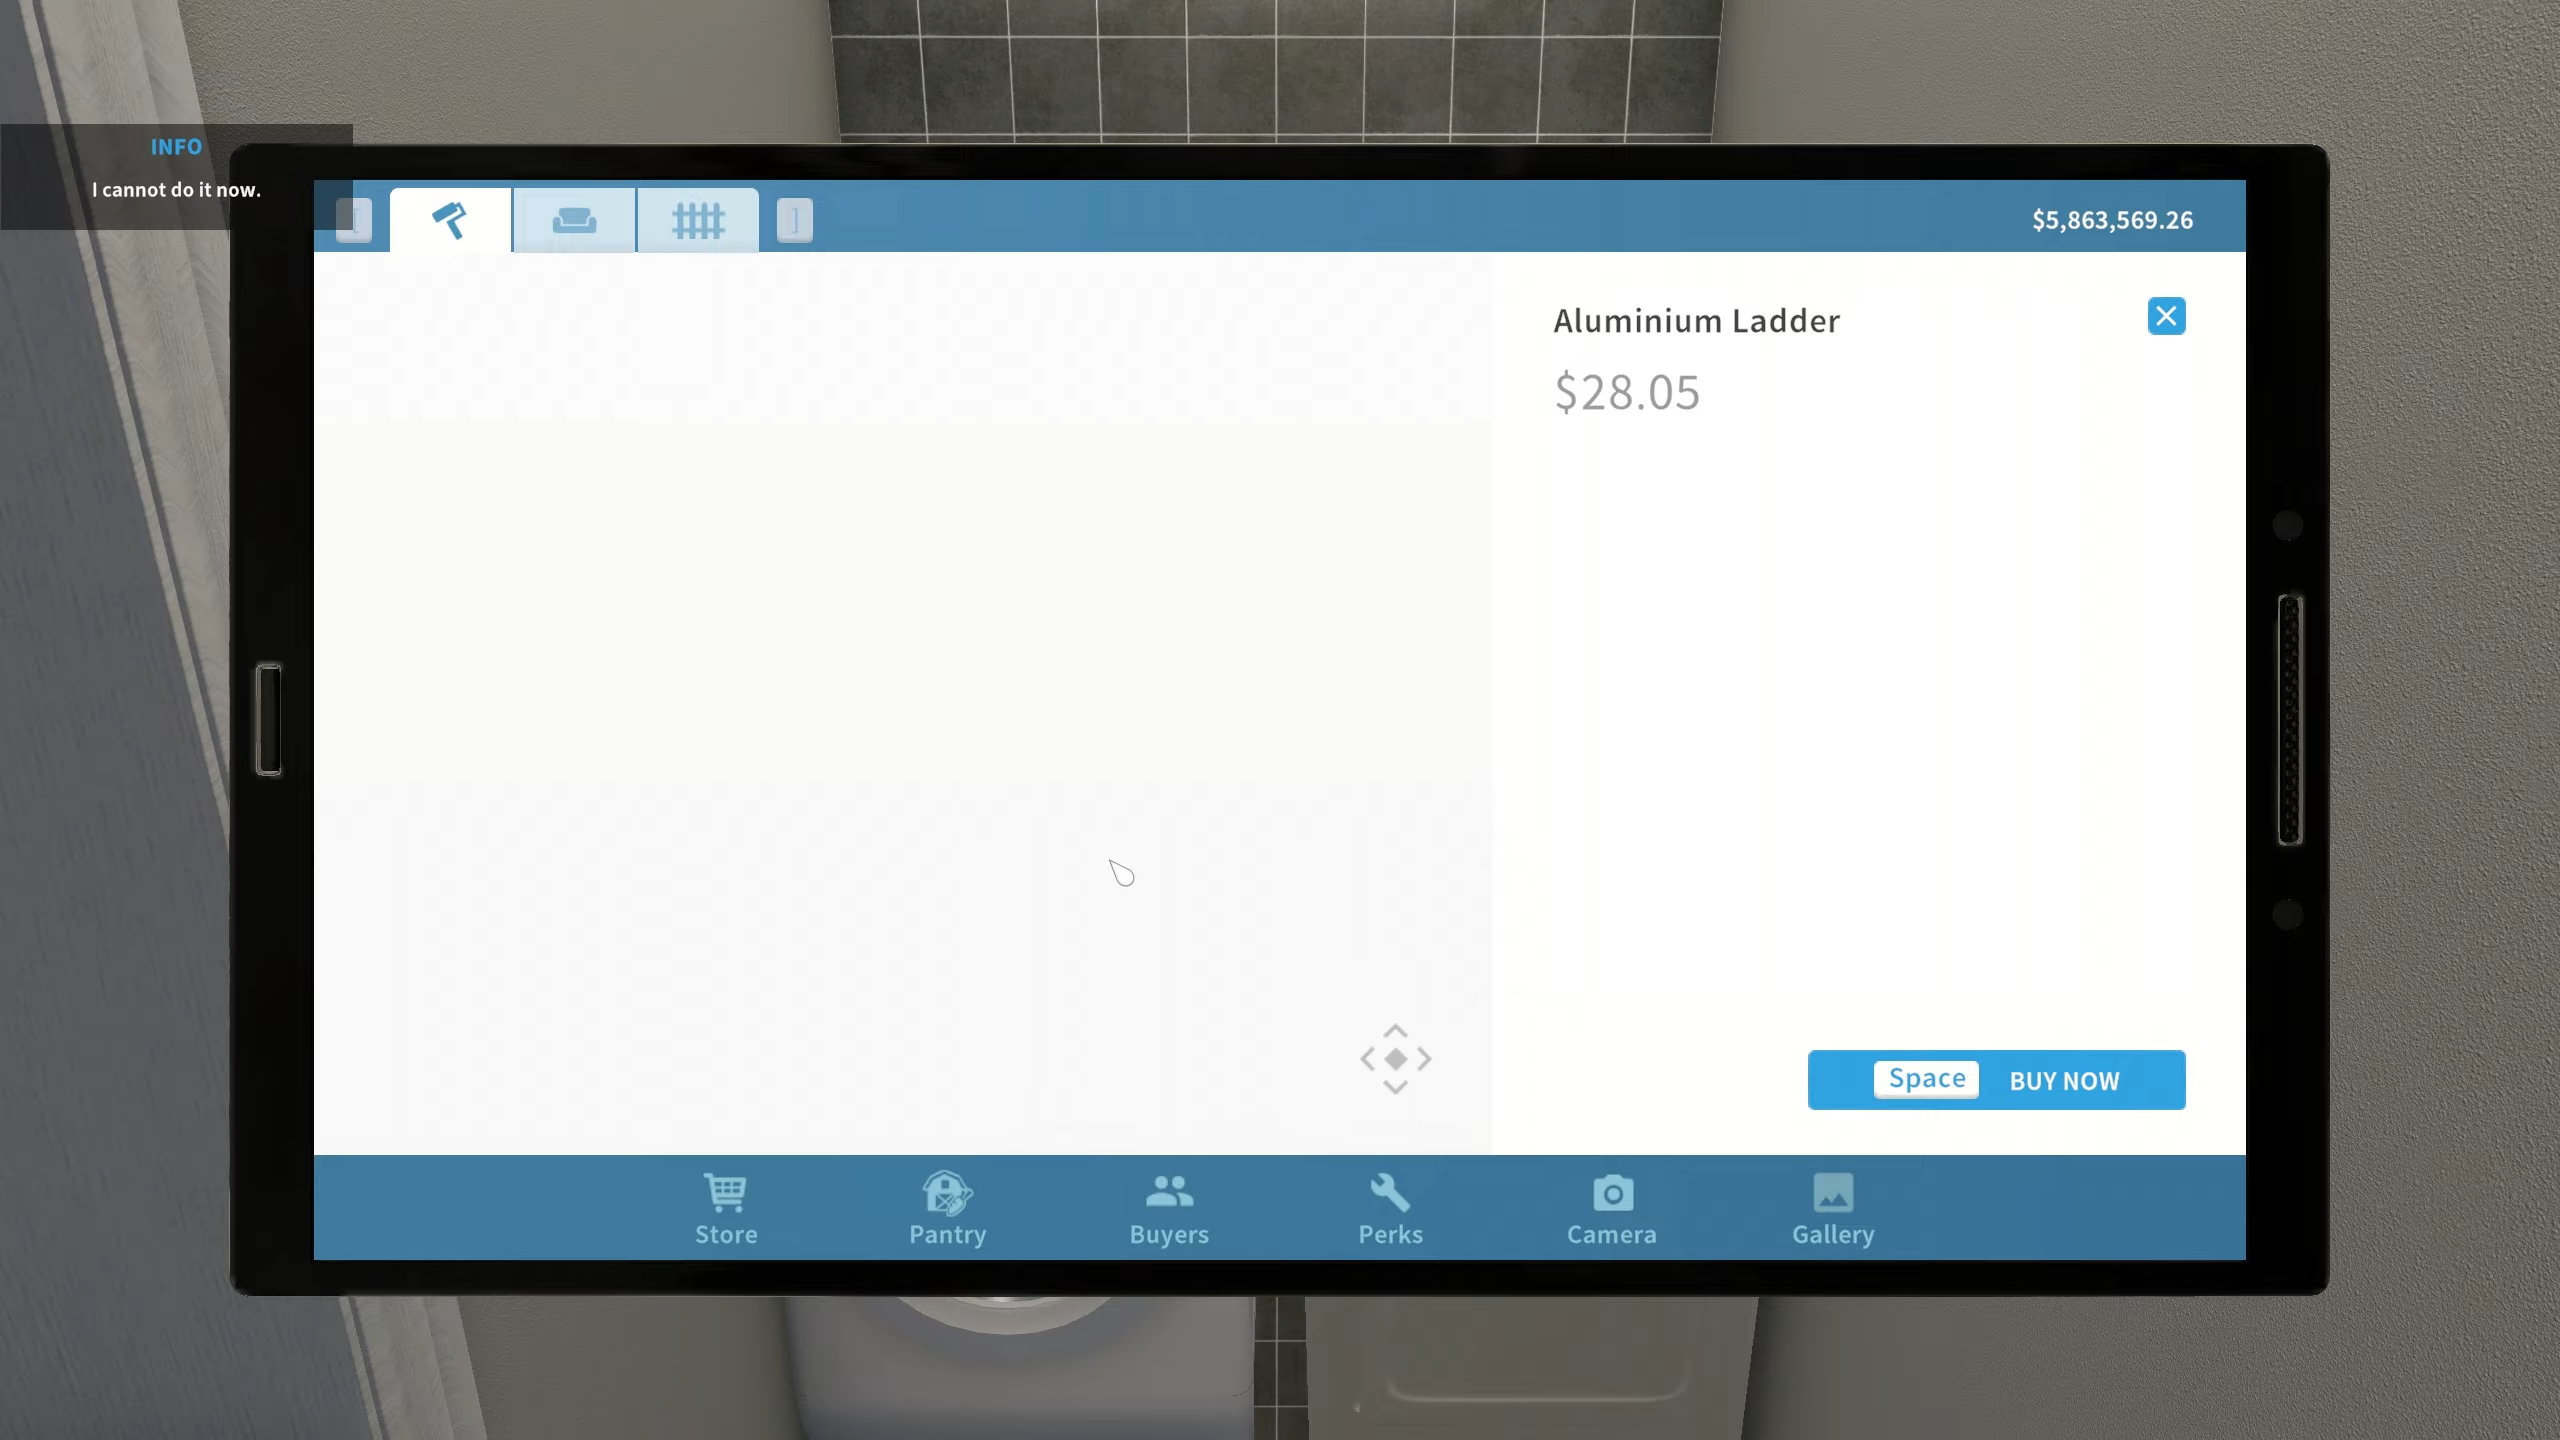 INFO
I cannot do it now.
[
]
$5,863,569.26
Aluminium Ladder
$28.05
Space BUY NOW
Store
Pantry
Buyers
Perks
Camera
Gallery